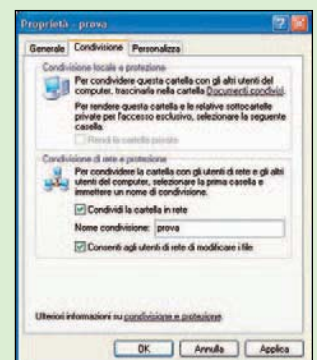 Proprietà - prova
Generale Condivisione Personalizza
Condivisione locale e protezione
Per condividere questa cartella con gli altri utenti del
computer, trascinarla nella cartella Documenti condivisi.
Per rendere questa cartella e le relative sottocartelle
private per l'accesso esclusivo, selezionare la seguente
casella.
Rendi la cartella privata
Condivisione di rete e protezione
Per condividere la cartella con gli utenti di rete e gli altri
utenti del computer, selezionare la prima casella e
immettere un nome di condivisione.
Condividi la cartella in rete
Nome condivisione: prova
Consenti agli utenti di rete di modificare i file
Ulteriori informazioni su condivisione e protezione.
OK Annulla Applica